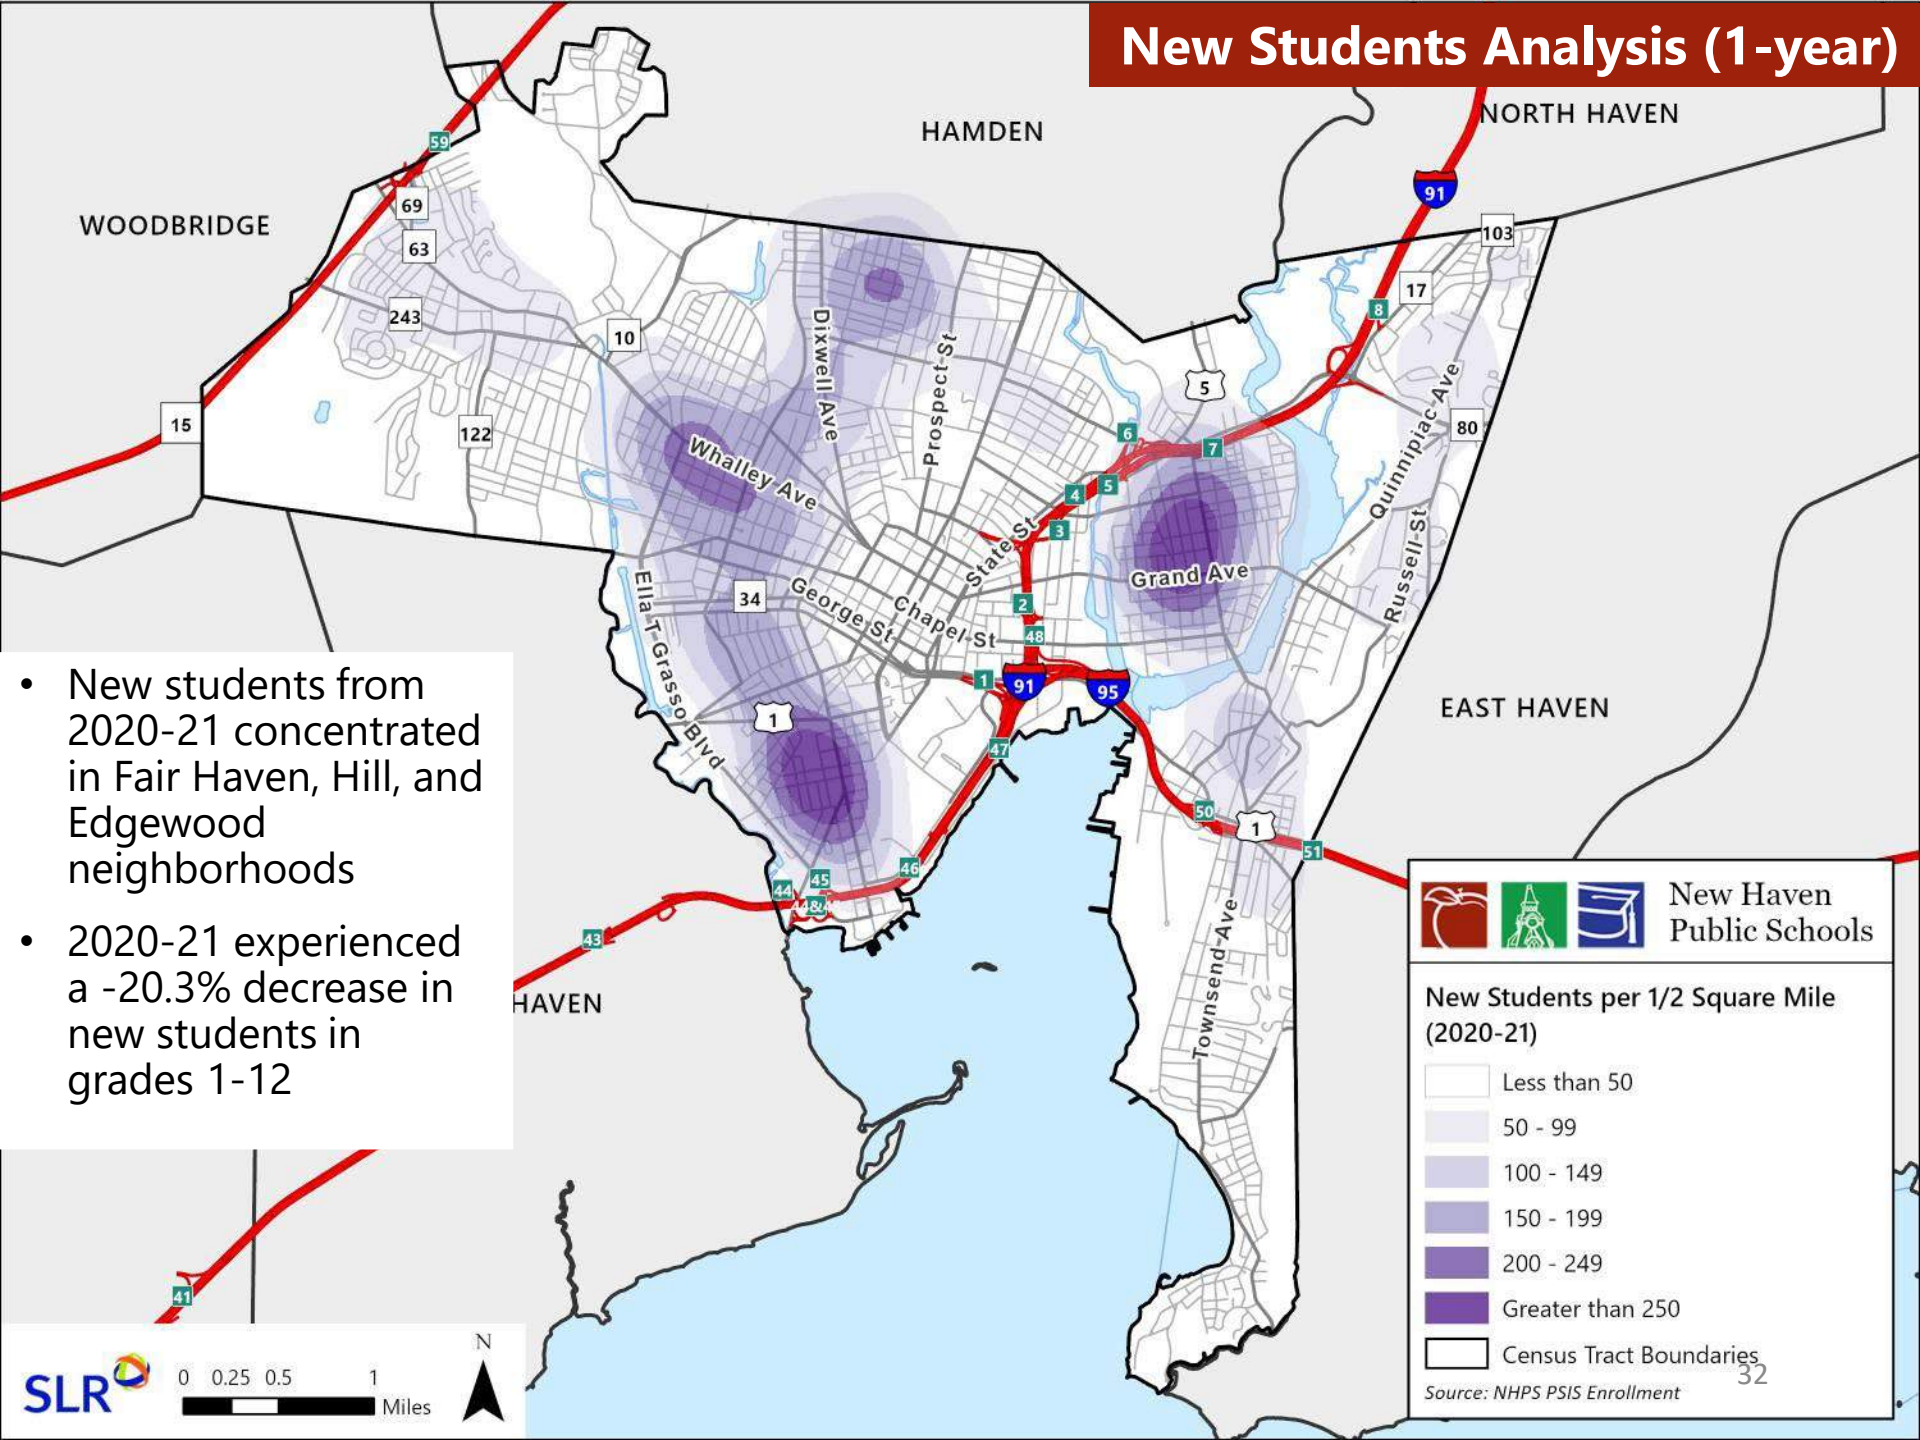 New Students Analysis (1-year)
NORTH HAVEN
HAMDEN
WOODBRIDGE
59
91
69
103
63
17
243
8
10
Dixwell Ave
Prospect-St
5
15
122
80
Whalley Ave
6
7
Quinnipiac-Ave
4
5
3
State St
Grand Ave
Russell-St
Ella T Grasso Blvd
34
George St
Chapel-St
2
48
1
91
95
1
47
EAST HAVEN
50
1
51
46
45
44
43
Townsend-Ave
HAVEN
41
• New students from
2020-21 concentrated
in Fair Haven, Hill, and
Edgewood
neighborhoods
• 2020-21 experienced
a -20.3% decrease in
new students in
grades 1-12
New Haven
Public Schools
New Students per 1/2 Square Mile
(2020-21)
Less than 50
50 - 99
100 - 149
150 - 199
200 - 249
Greater than 250
Census Tract Boundaries
32
Source: NHPS PSIS Enrollment
SLR
0 0.25 0.5 1
Miles
N